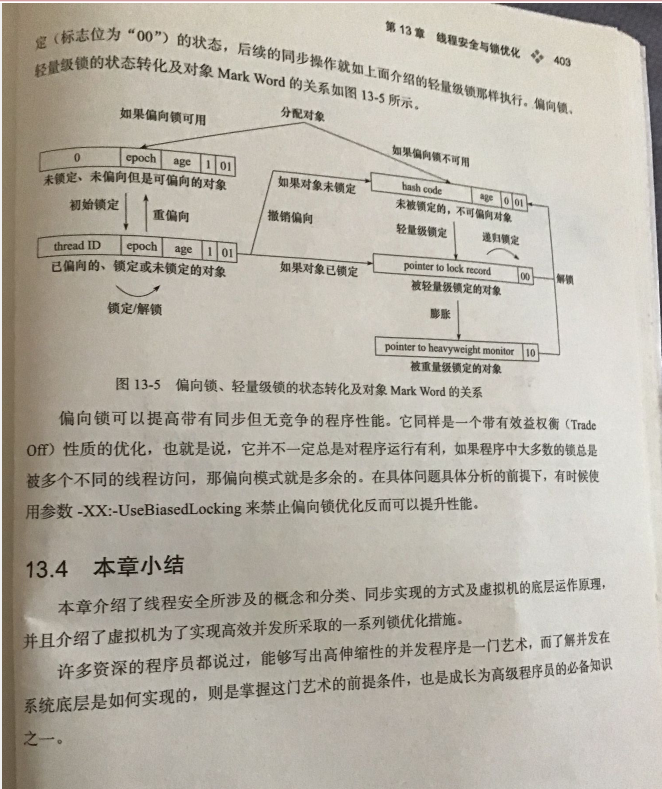 第 13 章 线程安全与锁优化 ❖ 403
定（标志位为“00”）的状态，后续的同步操作就如上面介绍的轻量级锁那样执行。偏向锁、
轻量级锁的状态转化及对象 Mark Word 的关系如图 13-5 所示。
如果偏向锁可用
分配对象
如果偏向锁不可用
0 epoch age 1 01
未锁定、未偏向但是可偏向的对象
初始锁定
重偏向
thread ID epoch age 1 01
已偏向的、锁定或未锁定的对象
锁定/解锁
如果对象未锁定
撤销偏向
如果对象已锁定
hash code age 0 01
未被锁定的，不可偏向对象
轻量级锁定
递归锁定
pointer to lock record 00
被轻量级锁定的对象
解锁
膨胀
pointer to heavyweight monitor 10
被重量级锁定的对象
图 13-5 偏向锁、轻量级锁的状态转化及对象 Mark Word 的关系
偏向锁可以提高带有同步但无竞争的程序性能。它同样是一个带有效益权衡（Trade
Off）性质的优化，也就是说，它并不一定总是对程序运行有利，如果程序中大多数的锁总是
被多个不同的线程访问，那偏向模式就是多余的。在具体问题具体分析的前提下，有时候使
用参数 -XX:-UseBiasedLocking 来禁止偏向锁优化反而可以提升性能。
13.4 本章小结
本章介绍了线程安全所涉及的概念和分类、同步实现的方式及虚拟机的底层运作原理，
并且介绍了虚拟机为了实现高效并发所采取的一系列锁优化措施。
许多资深的程序员都说过，能够写出高伸缩性的并发程序是一门艺术，而了解并发在
系统底层是如何实现的，则是掌握这门艺术的前提条件，也是成长为高级程序员的必备知识
之一。